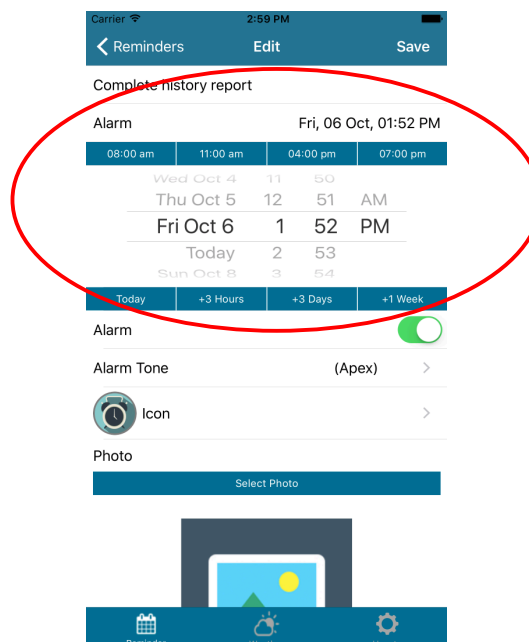 Carrier 2:59 PM
Reminders Edit Save
Complete history report
Alarm Fri, 06 Oct, 01:52 PM
08:00 am 11:00 am 04:00 pm 07:00 pm
Wed Oct 4 11 50
Thu Oct 5 12 51 AM
Fri Oct 6 1 52 PM
Today 2 53
Sun Oct 8 3 54
Today +3 Hours +3 Days +1 Week
Alarm
Alarm Tone (Apex)
Icon
Photo
Select Photo